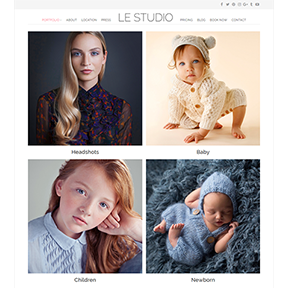 PORTFOLIO ABOUT LOCATION PRESS LE STUDIO PRICING BLOG BOOK NOW CONTACT
Headshots Baby
Children Newborn